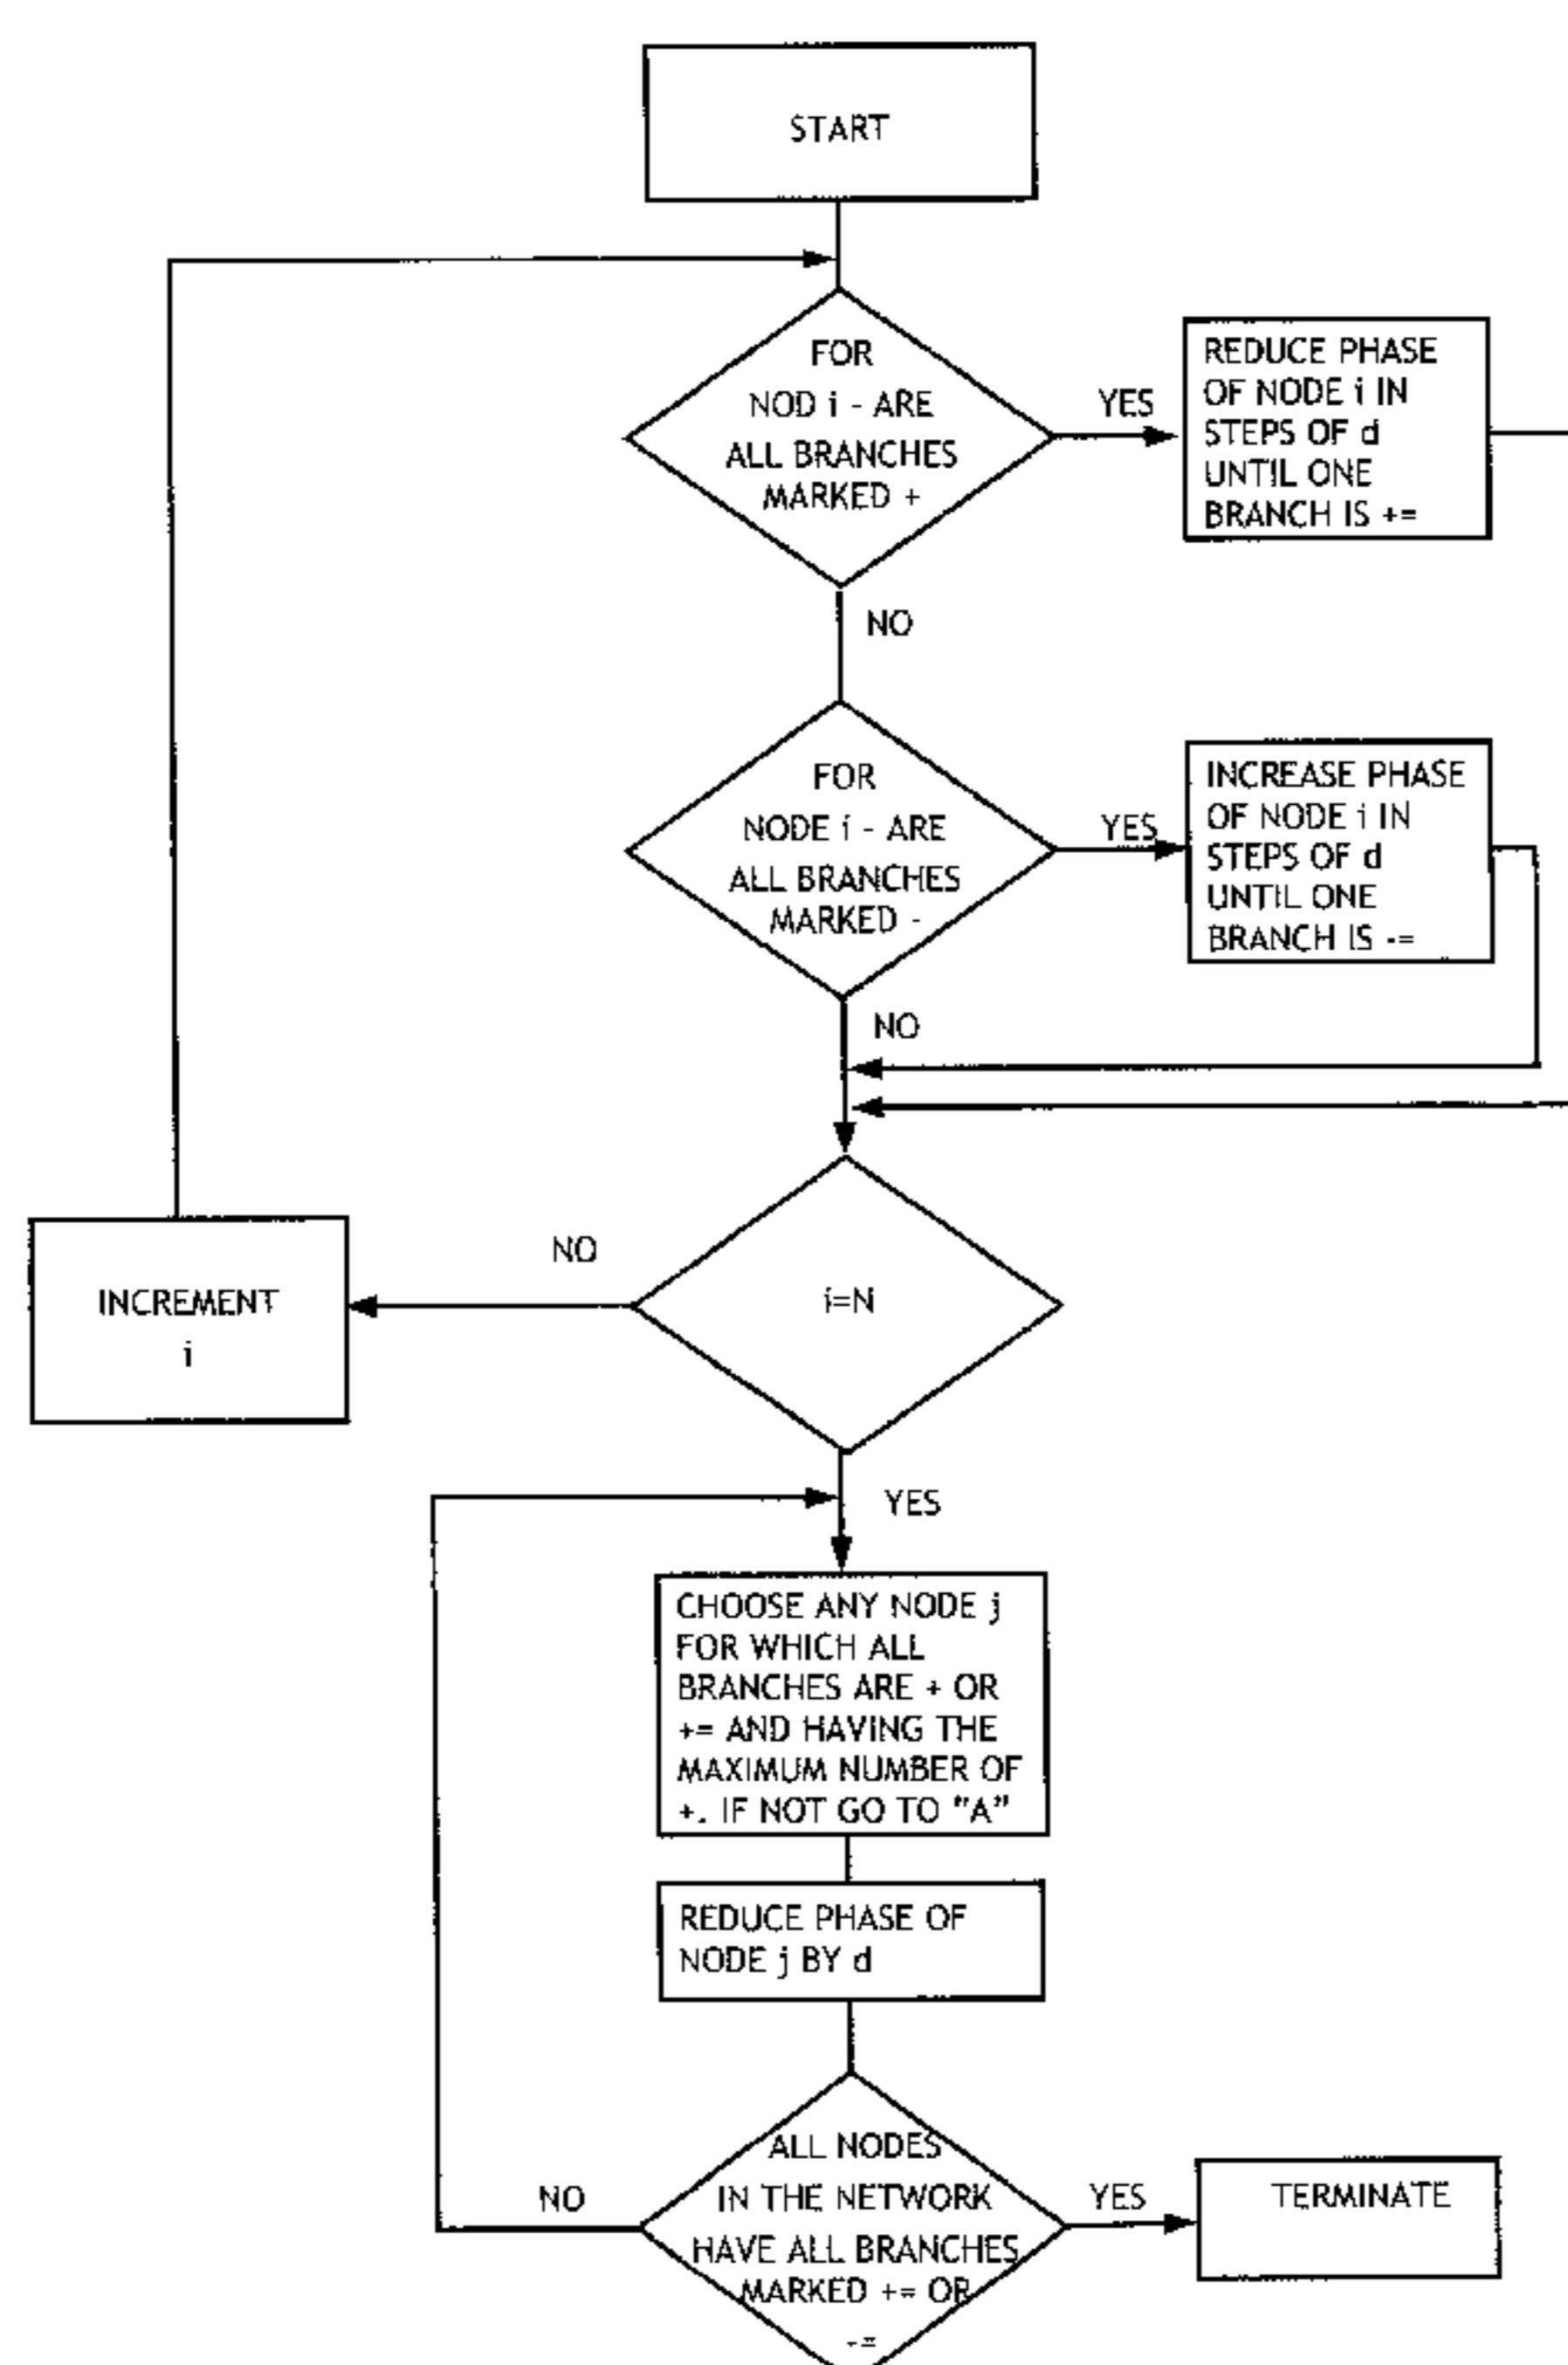 START
FOR
NOD i - ARE
ALL BRANCHES
MARKED +
YES
REDUCE PHASE
OF NODE i IN
STEPS OF d
UNTIL ONE
BRANCH IS +=
NO
FOR
NODE i - ARE
ALL BRANCHES
MARKED -
YES
INCREASE PHASE
OF NODE i IN
STEPS OF d
UNTIL ONE
BRANCH IS -=
NO
i=N
NO
INCREMENT
i
YES
CHOOSE ANY NODE j
FOR WHICH ALL
BRANCHES ARE + OR
+= AND HAVING THE
MAXIMUM NUMBER OF
+. IF NOT GO TO "A"
REDUCE PHASE OF
NODE j BY d
ALL NODES
IN THE NETWORK
HAVE ALL BRANCHES
MARKED += OR
-=
NO
YES
TERMINATE